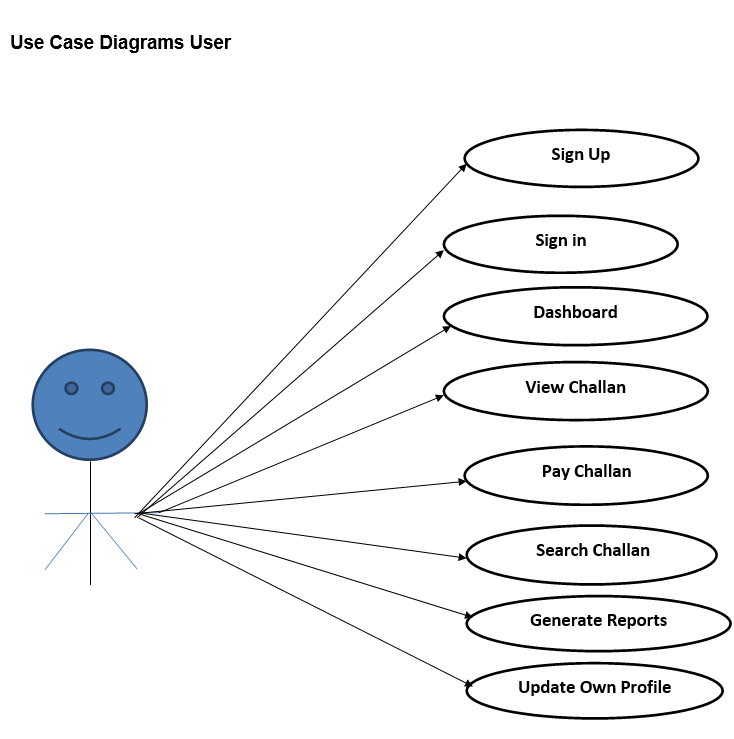 Use Case Diagrams User
Sign Up
Sign in
Dashboard
View Challan
Pay Challan
Search Challan
Generate Reports
Update Own Profile